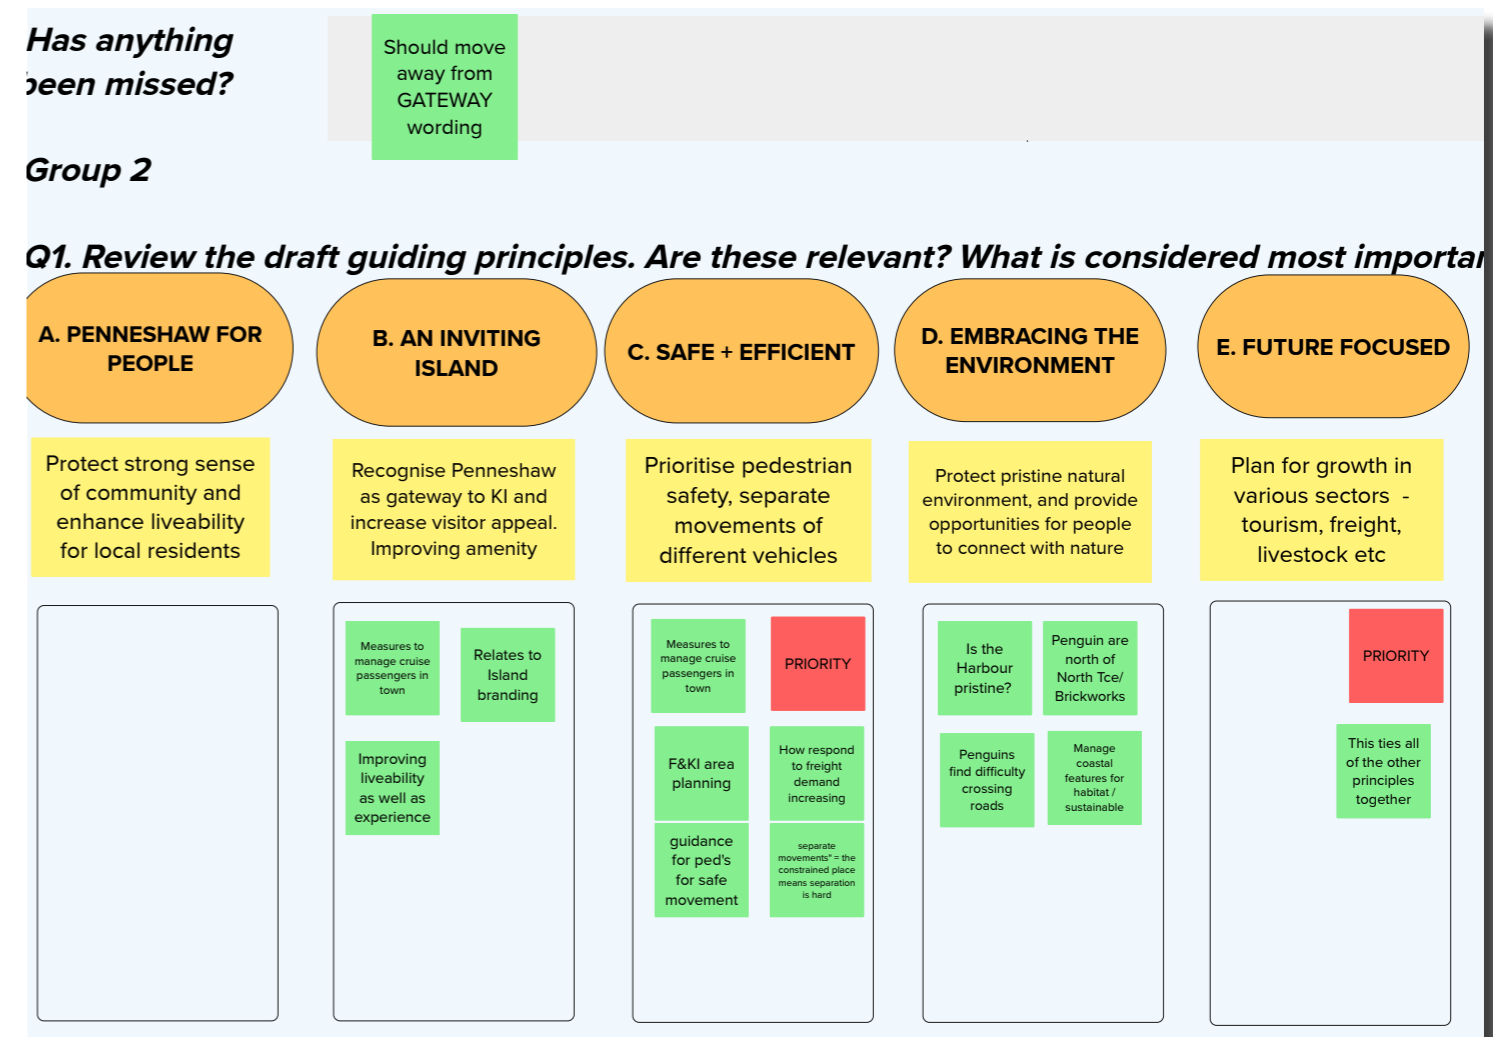 Has anything
been missed?
Should move
away from
GATEWAY
wording
Group 2
Q1. Review the draft guiding principles. Are these relevant? What is considered most importan
A. PENNESHAW FOR
PEOPLE
B. AN INVITING
ISLAND
C. SAFE + EFFICIENT
D. EMBRACING THE
ENVIRONMENT
E. FUTURE FOCUSED
Protect strong sense
of community and
enhance liveability
for local residents
Recognise Penneshaw
as gateway to KI and
increase visitor appeal.
Improving amenity
Prioritise pedestrian
safety, separate
movements of
different vehicles
Protect pristine natural
environment, and provide
opportunities for people
to connect with nature
Plan for growth in
various sectors -
tourism, freight,
livestock etc
Measures to
manage cruise
passengers in
town
Relates to
Island
branding
Improving
liveability
as well as
experience
Measures to
manage cruise
passengers in
town
PRIORITY
F&KI area
planning
How respond
to freight
demand
increasing
guidance
for ped's
for safe
movement
separate
movements" = the
constrained place
means separation
is hard
Is the
Harbour
pristine?
Penguin are
north of
North Tce/
Brickworks
Penguins
find difficulty
crossing
roads
Manage
coastal
features for
habitat /
sustainable
PRIORITY
This ties all
of the other
principles
together